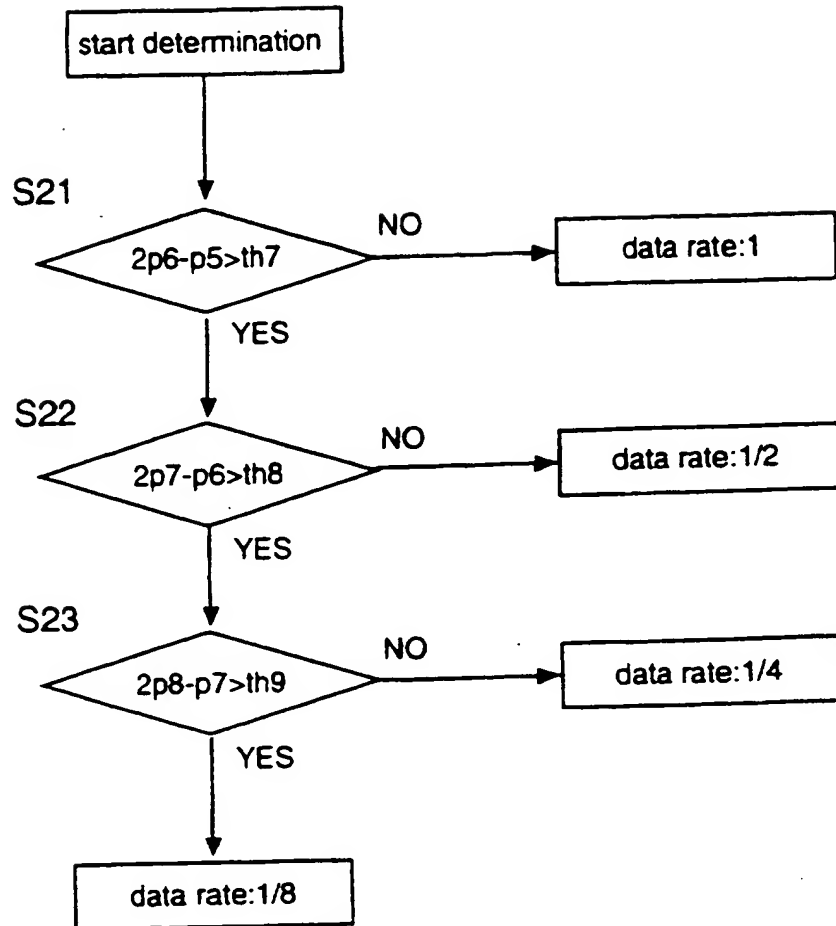 start determination
S21
2p6-p5>th7
NO
data rate:1
YES
S22
2p7-p6>th8
NO
data rate:1/2
YES
S23
2p8-p7>th9
NO
data rate:1/4
YES
data rate:1/8